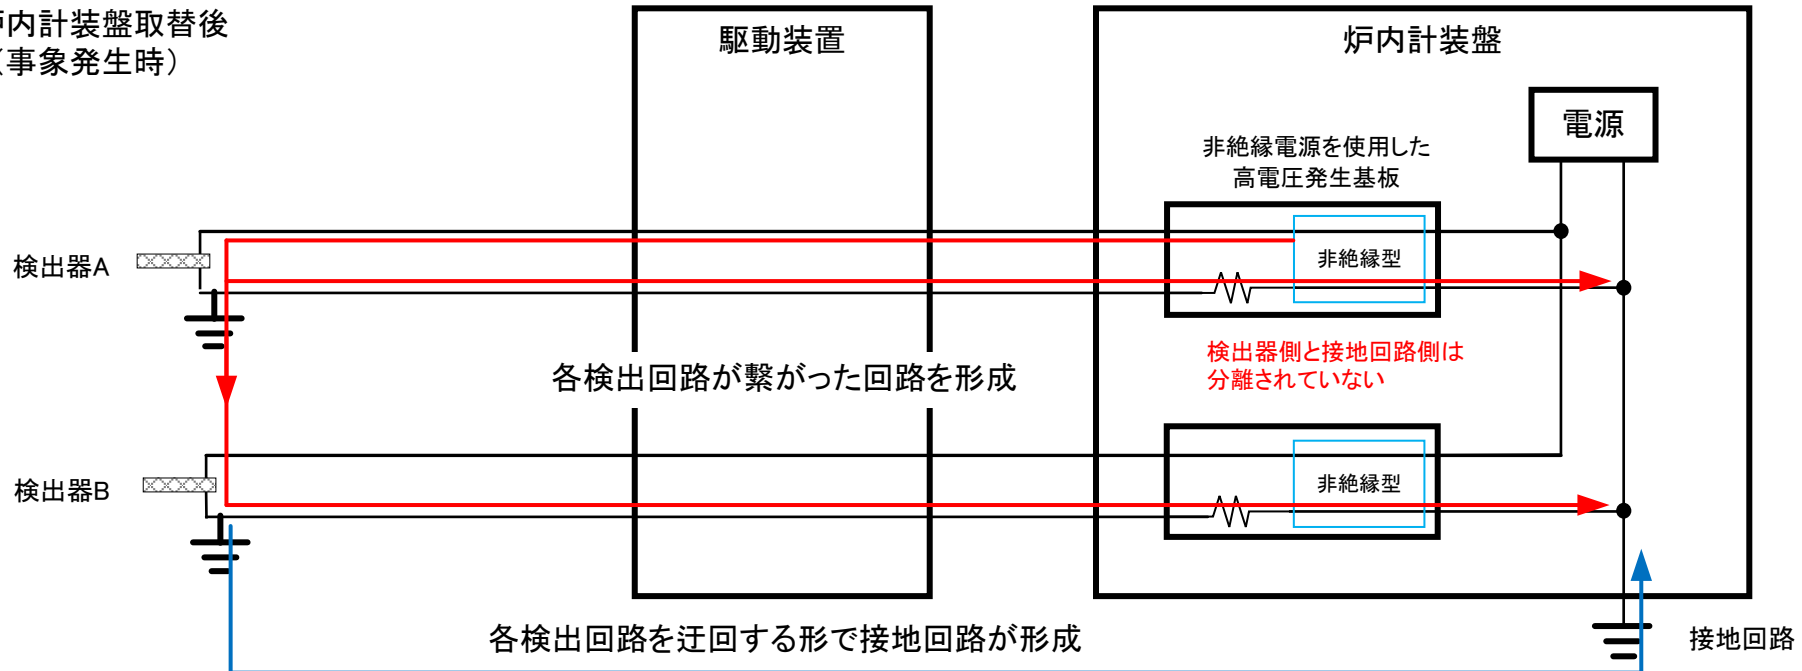 炉内計装盤取替後
（事象発生時）
駆動装置
炉内計装盤
電源
非絶縁電源を使用した
高電圧発生基板
検出器A
非絶縁型
検出器側と接地回路側は
分離されていない
各検出回路が繋がった回路を形成
検出器B
非絶縁型
各検出回路を迂回する形で接地回路が形成
接地回路